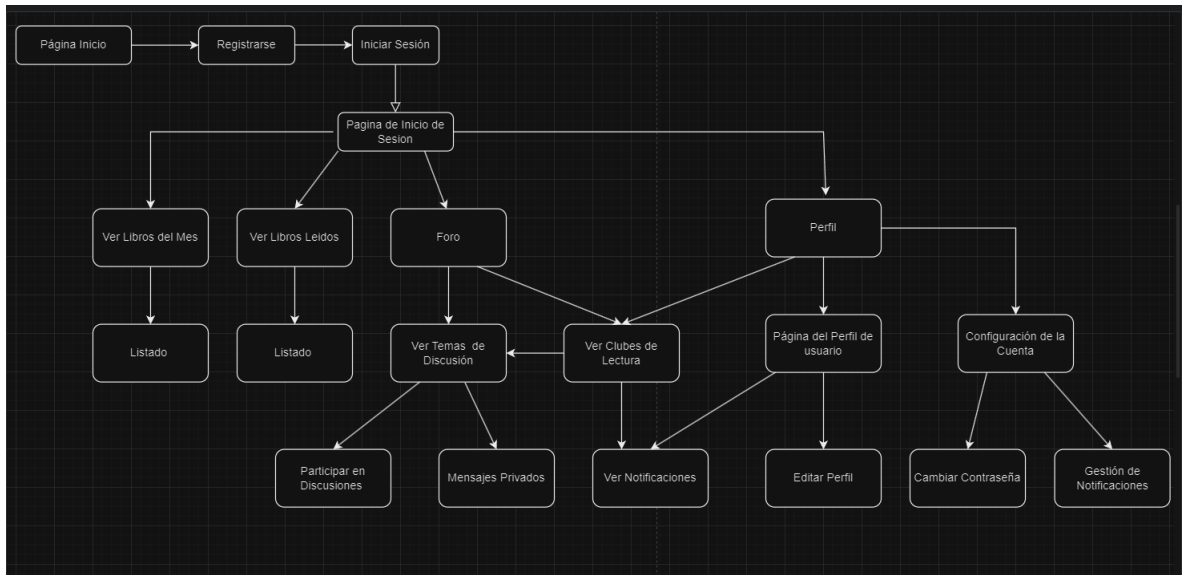 Página Inicio
Registrarse
Iniciar Sesión
Pagina de Inicio de
Sesion
Ver Libros del Mes
Ver Libros Leidos
Foro
Perfil
Listado
Listado
Ver Temas de
Discusión
Ver Clubes de
Lectura
Página del Perfil de
usuario
Configuración de la
Cuenta
Participar en
Discusiones
Mensajes Privados
Ver Notificaciones
Editar Perfil
Cambiar Contraseña
Gestión de
Notificaciones